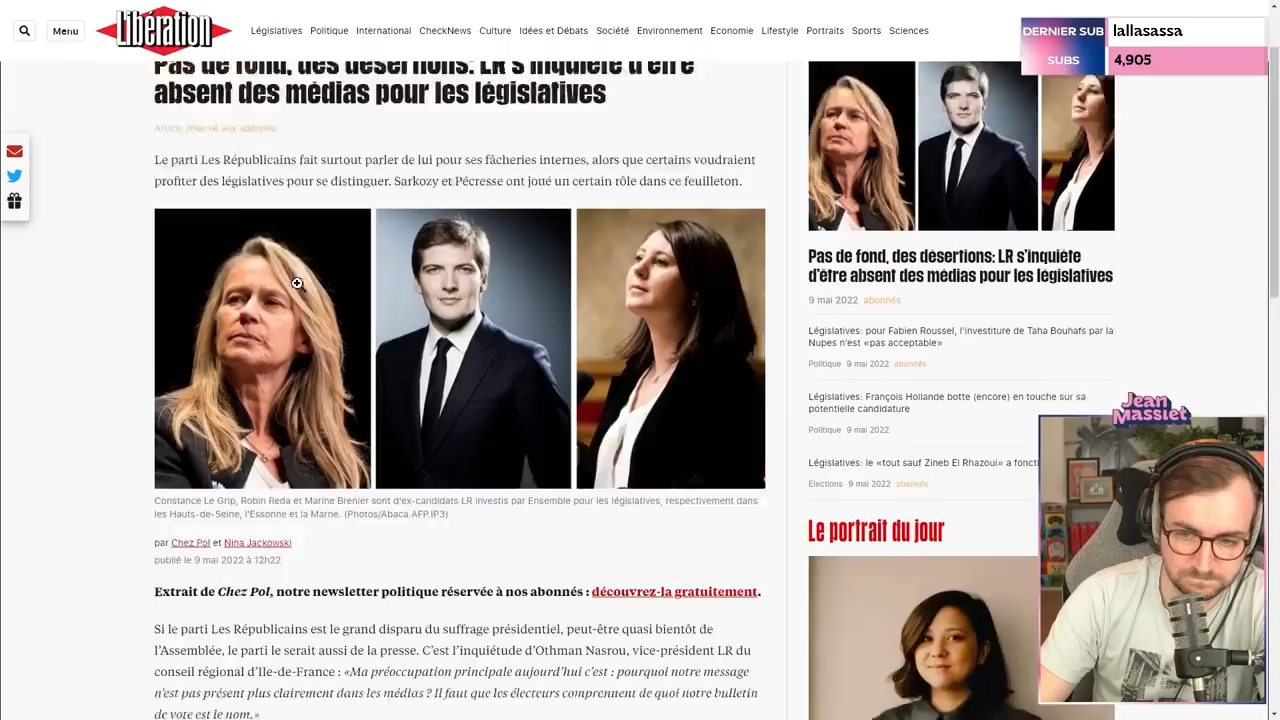 Menu
Libération
Législatives Politique International CheckNews Culture Idées et Débats Société Environnement Economie Lifestyle Portraits Sports Sciences
DERNIER SUB
lallasassa
SUBS
4,905
Pas de fond, des désertions: LR s'inquiète d'être
absent des médias pour les législatives
Article réservé aux abonnés
Le parti Les Républicains fait surtout parler de lui pour ses fâcheries internes, alors que certains voudraient
profiter des législatives pour se distinguer. Sarkozy et Pécresse ont joué un certain rôle dans ce feuilleton.
Constance Le Grip, Robin Reda et Marine Brenier sont d'ex-candidats LR investis par Ensemble pour les législatives, respectivement dans
les Hauts-de-Seine, l'Essonne et la Marne. (Photos/Abaca AFP.IP3)
par Chez Pol et Nina Jackowski
publié le 9 mai 2022 à 12h22
Extrait de Chez Pol, notre newsletter politique réservée à nos abonnés : découvrez-la gratuitement.
Si le parti Les Républicains est le grand disparu du suffrage présidentiel, peut-être quasi bientôt de
l'Assemblée, le parti le serait aussi de la presse. C'est l'inquiétude d'Othman Nasrou, vice-président LR du
conseil régional d'Ile-de-France : «Ma préoccupation principale aujourd'hui c'est : pourquoi notre message
n'est pas présent plus clairement dans les médias ? Il faut que les électeurs comprennent de quoi notre bulletin
de vote est le nom.»
Pas de fond, des désertions: LR s'inquiète
d'être absent des médias pour les législatives
9 mai 2022 abonnés
Législatives: pour Fabien Roussel, l'investiture de Taha Bouhafs par la
Nupes n'est «pas acceptable»
Politique 9 mai 2022 abonnés
Législatives: François Hollande botte (encore) en touche sur sa
potentielle candidature
Politique 9 mai 2022
Législatives: le «tout sauf Zineb El Rhazoui» a
Elections 9 mai 2022 abonnés
Le portrait du jour
Jean
Massiet